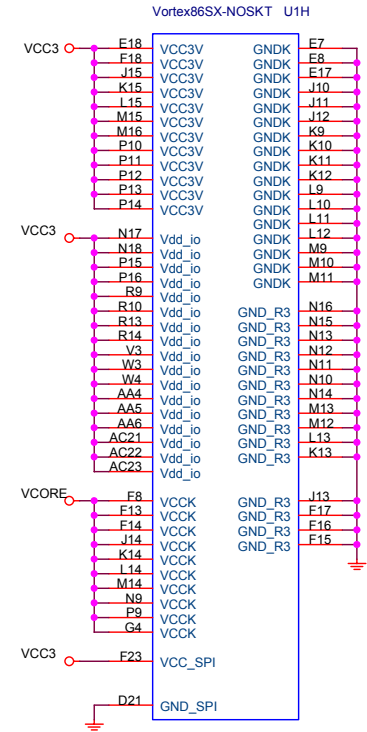 Vortex86SX-NOSKT U1H
VCC3 E18 VCC3V GNDK E7
F18 VCC3V GNDK E8
J15 VCC3V GNDK E17
K15 VCC3V GNDK J10
L15 VCC3V GNDK J11
M15 VCC3V GNDK J12
M16 VCC3V GNDK K9
P10 VCC3V GNDK K10
P11 VCC3V GNDK K11
P12 VCC3V GNDK K12
P13 VCC3V GNDK L9
P14 VCC3V GNDK L10
GNDK L11
VCC3 N17 Vdd_io GNDK L12
N18 Vdd_io GNDK M9
P15 Vdd_io GNDK M10
P16 Vdd_io GNDK M11
R9 Vdd_io
R10 Vdd_io GND_R3 N16
R13 Vdd_io GND_R3 N15
R14 Vdd_io GND_R3 N13
V3 Vdd_io GND_R3 N12
W3 Vdd_io GND_R3 N11
W4 Vdd_io GND_R3 N10
AA4 Vdd_io GND_R3 N14
AA5 Vdd_io GND_R3 M13
AA6 Vdd_io GND_R3 M12
AC21 Vdd_io GND_R3 L13
AC22 Vdd_io GND_R3 K13
AC23 Vdd_io
VCORE F8 VCCK GND_R3 J13
F13 VCCK GND_R3 F17
F14 VCCK GND_R3 F16
J14 VCCK GND_R3 F15
K14 VCCK
L14 VCCK
M14 VCCK
N9 VCCK
P9 VCCK
G4 VCCK
VCC3 F23 VCC_SPI
D21 GND_SPI